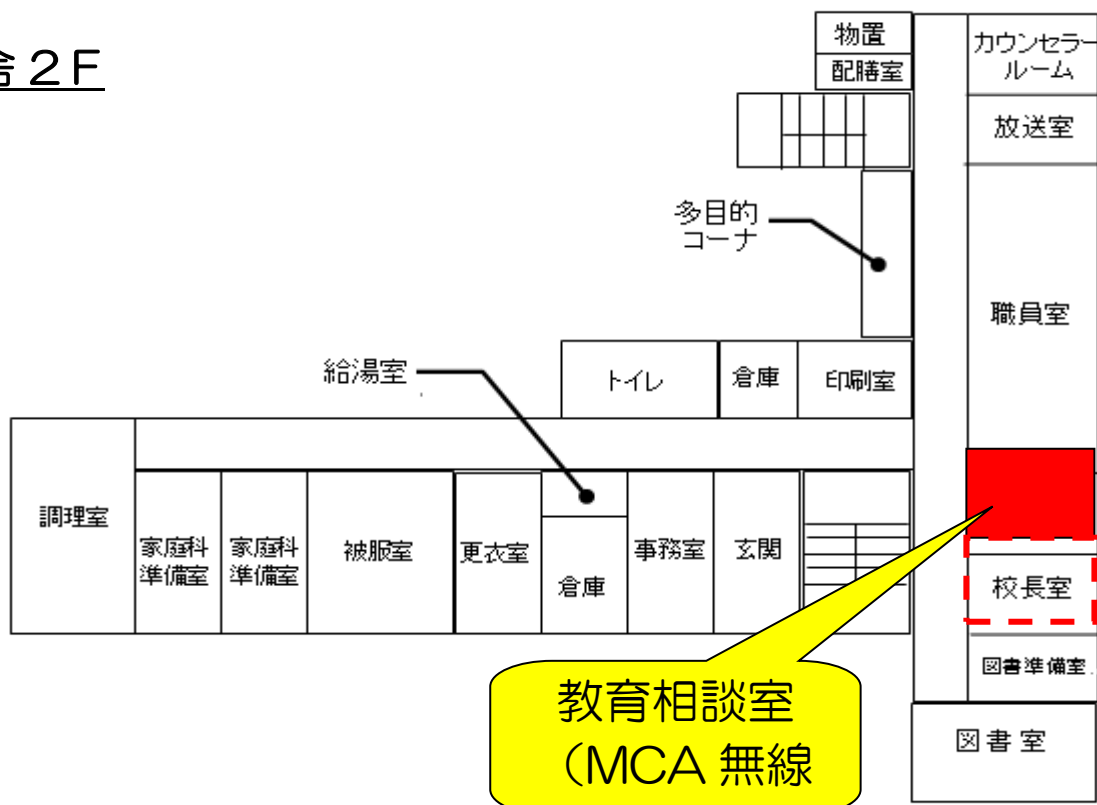 舎２F
物置
配膳室
カウンセラー
ルーム
放送室
多目的
コーナ
職員室
給湯室
トイレ
倉庫
印刷室
調理室
家庭科
準備室
家庭科
準備室
被服室
更衣室
倉庫
事務室
玄関
校長室
図書準備室
教育相談室
（MCA 無線
図書室